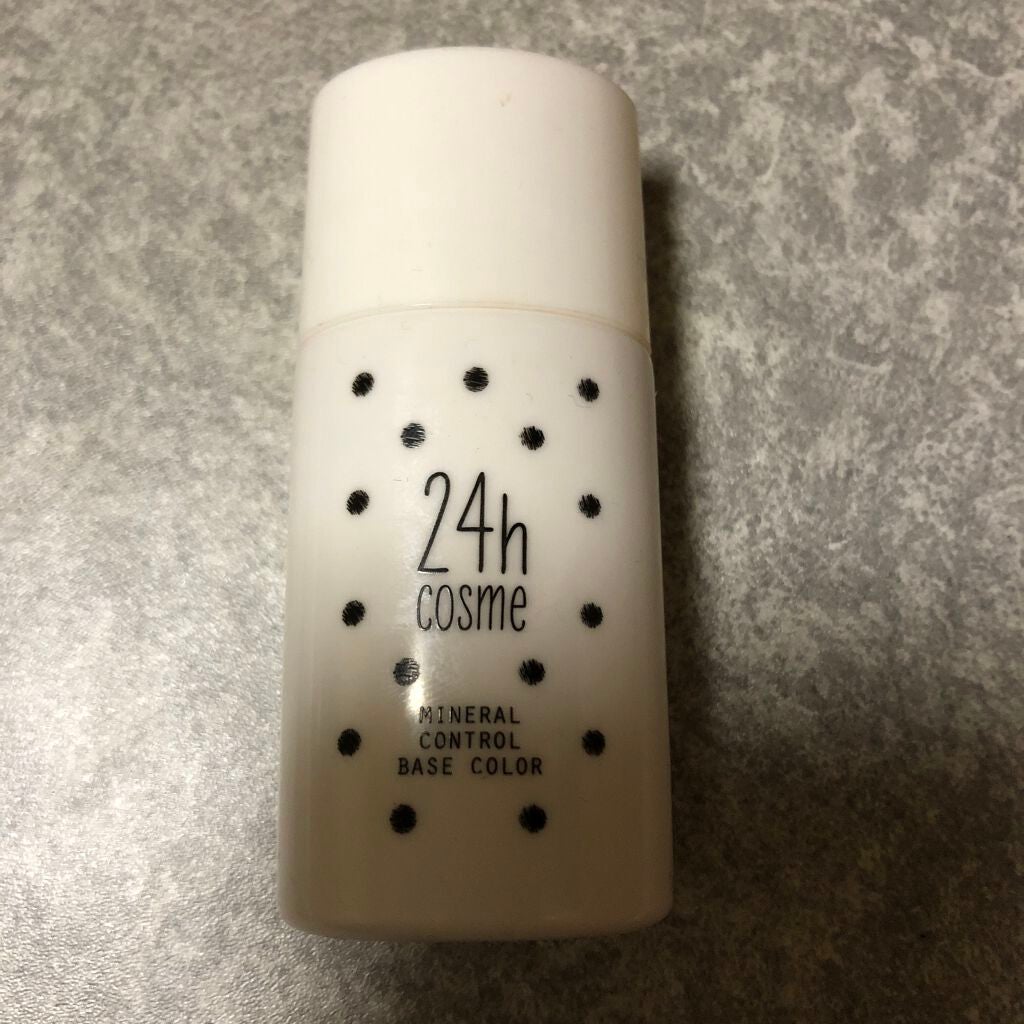 24h
cosme
MINERAL
CONTROL
BASE COLOR